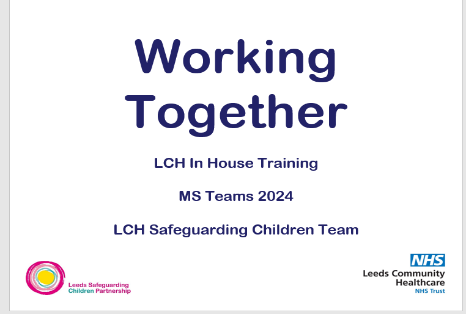 Working
Together
LCH In House Training
MS Teams 2024
LCH Safeguarding Children Team
Leeds Safeguarding
Children Partnership
NHS
Leeds Community
Healthcare
NHS Trust